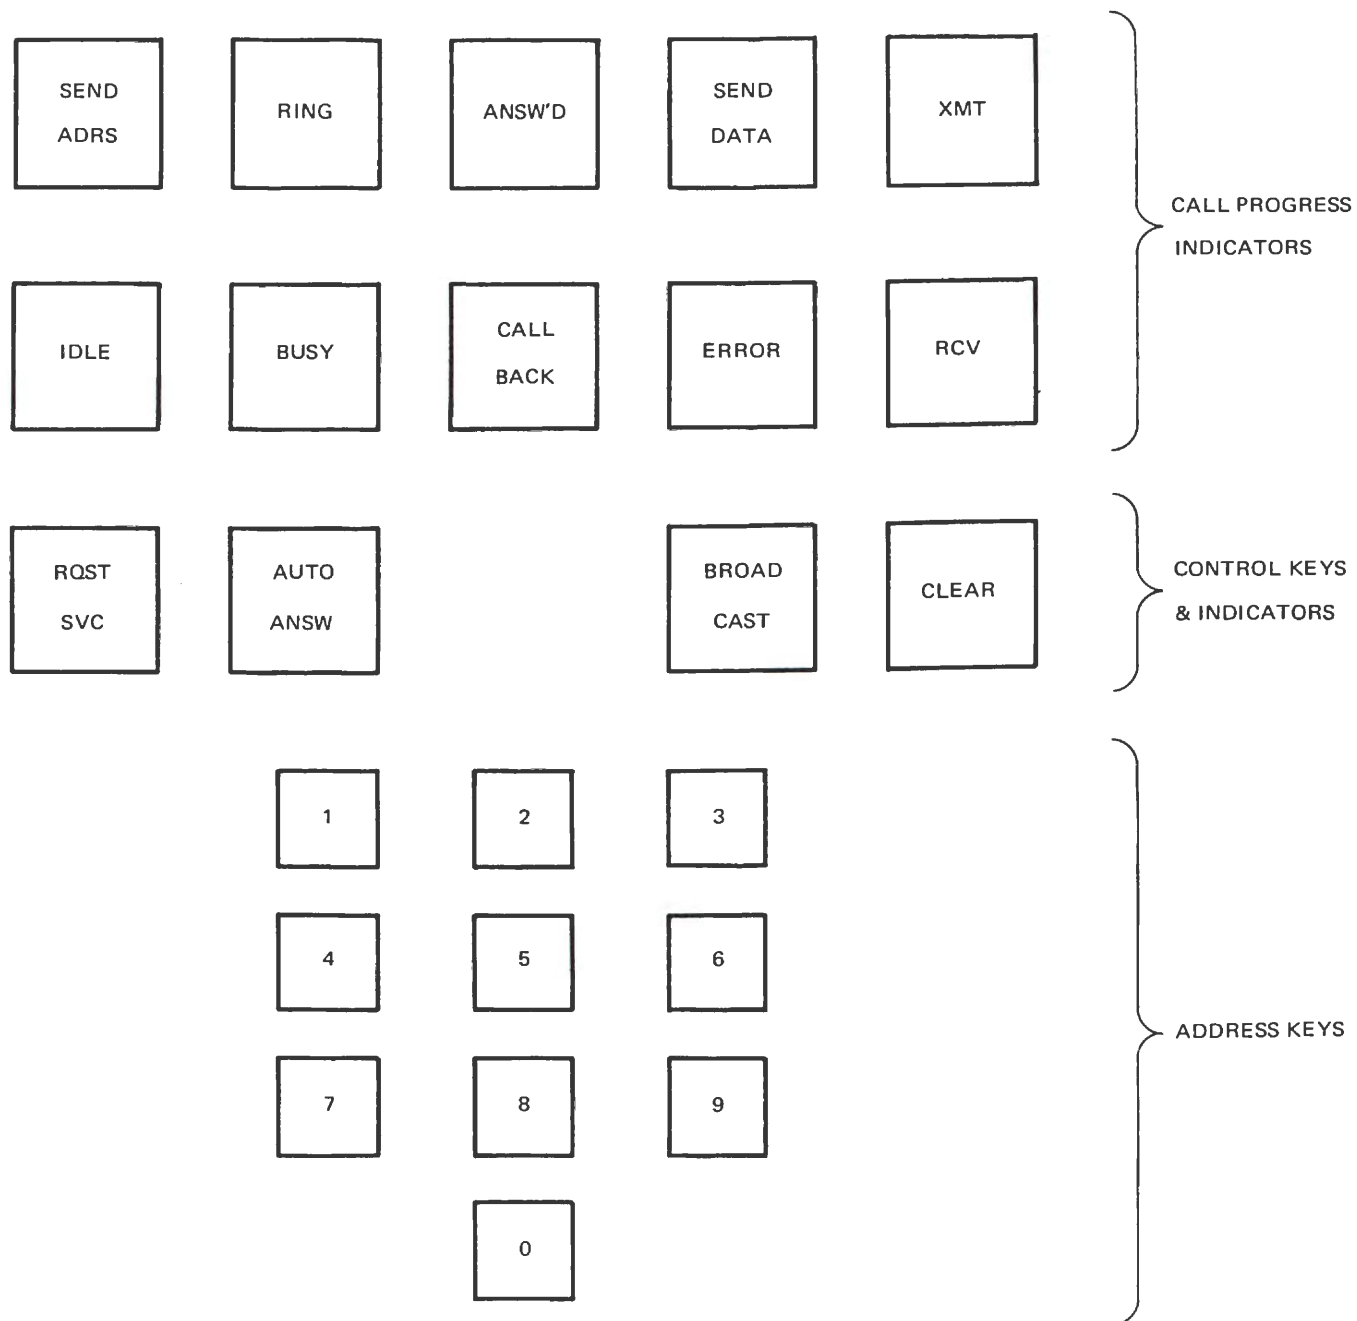 SEND
ADRS
RING
ANSW'D
SEND
DATA
XMT
CALL PROGRESS
INDICATORS
IDLE
BUSY
CALL
BACK
ERROR
RCV
RQST
SVC
AUTO
ANSW
BROAD
CAST
CLEAR
CONTROL KEYS
& INDICATORS
1
2
3
4
5
6
7
8
9
0
ADDRESS KEYS